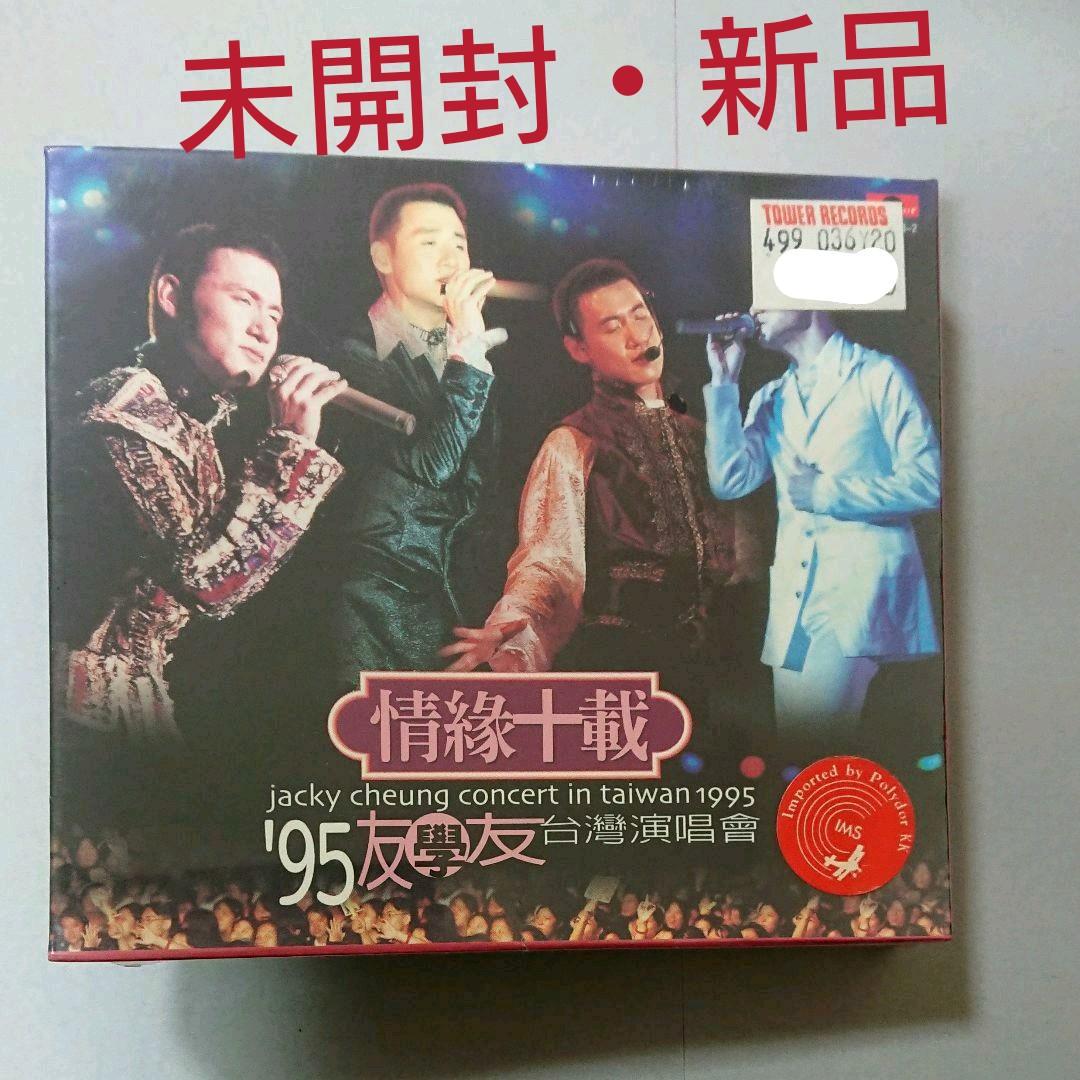 未開封・新品
TOWER RECORDS
499 036Y20
情緣十載
jacky cheung concert in taiwan 1995
'95友學友台灣演唱會
Imported by Polydor KK
IMS